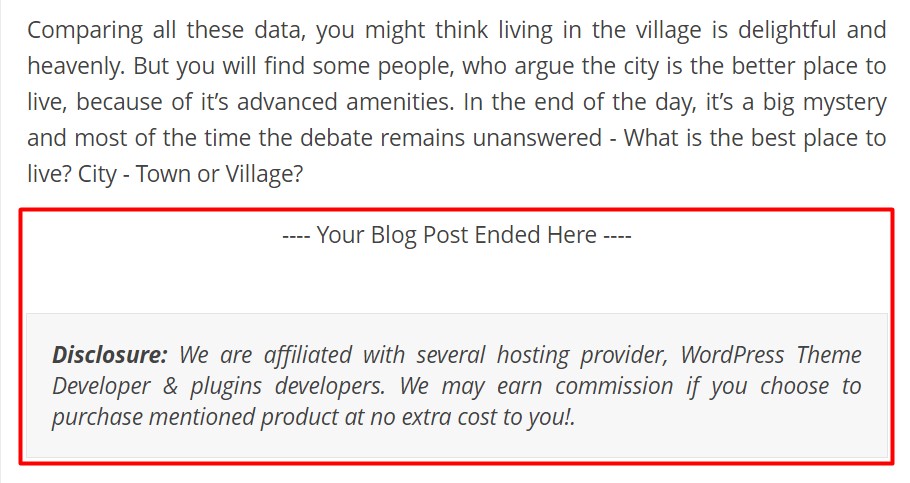 Comparing all these data, you might think living in the village is delightful and
heavenly. But you will find some people, who argue the city is the better place to
live, because of it’s advanced amenities. In the end of the day, it’s a big mystery
and most of the time the debate remains unanswered - What is the best place to
live? City - Town or Village?
---- Your Blog Post Ended Here ----
Disclosure: We are affiliated with several hosting provider, WordPress Theme
Developer & plugins developers. We may earn commission if you choose to
purchase mentioned product at no extra cost to you!.